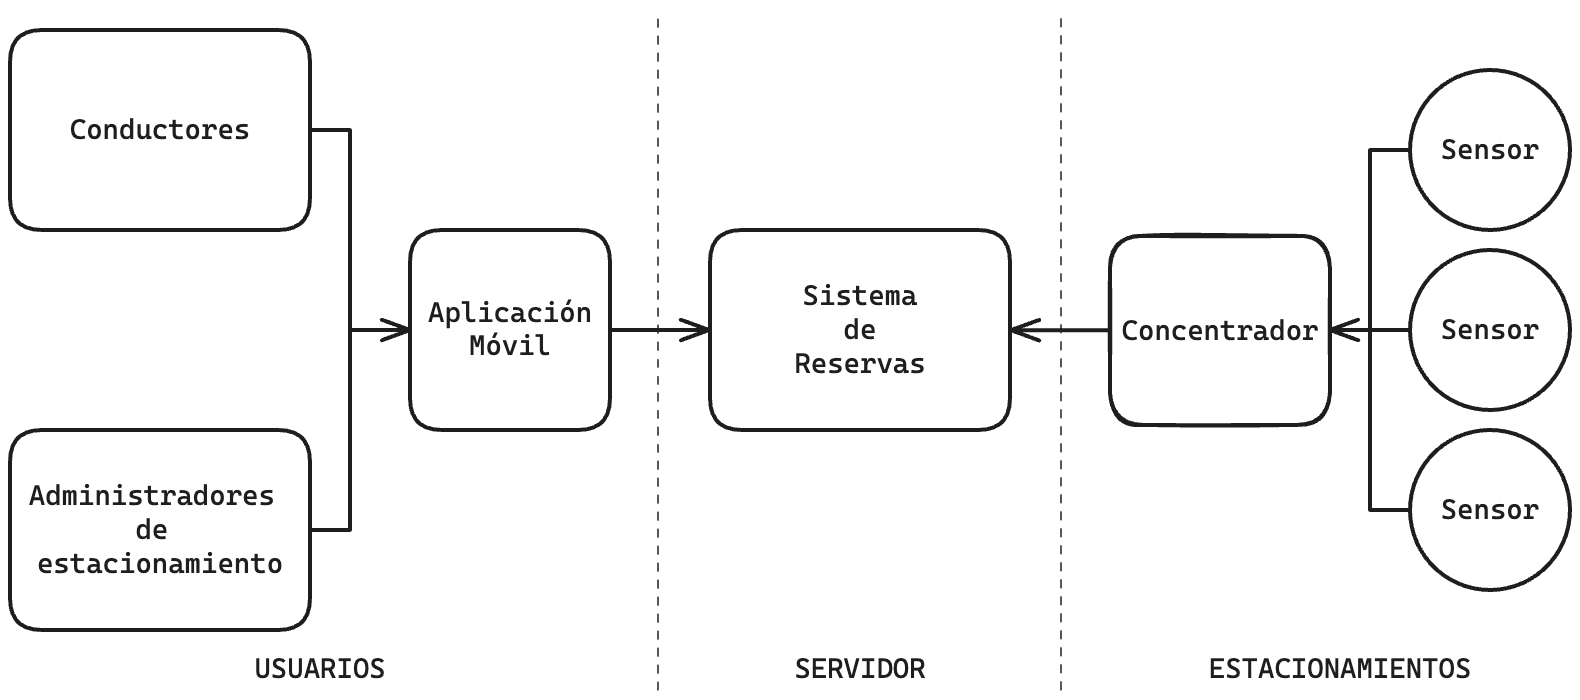 Conductores
Administradores
de
estacionamiento
Aplicación
Móvil
Sistema
de
Reservas
Concentrador
Sensor
Sensor
Sensor
USUARIOS
SERVIDOR
ESTACIONAMIENTOS